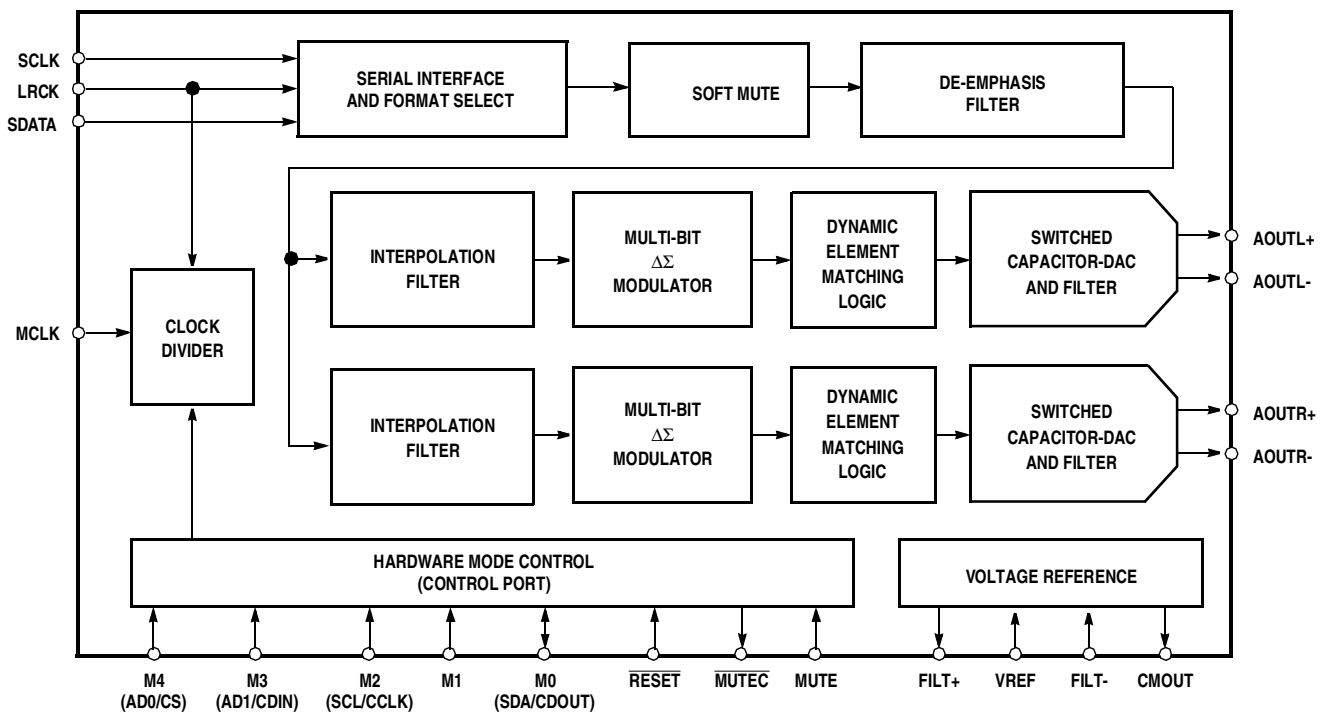 SCLK
LRCK
SDATA
SERIAL INTERFACE
AND FORMAT SELECT
SOFT MUTE
DE-EMPHASIS
FILTER
MCLK
CLOCK
DIVIDER
INTERPOLATION
FILTER
MULTI-BIT
ΔΣ
MODULATOR
DYNAMIC
ELEMENT
MATCHING
LOGIC
SWITCHED
CAPACITOR-DAC
AND FILTER
AOUTL+
AOUTL-
INTERPOLATION
FILTER
MULTI-BIT
ΔΣ
MODULATOR
DYNAMIC
ELEMENT
MATCHING
LOGIC
SWITCHED
CAPACITOR-DAC
AND FILTER
AOUTR+
AOUTR-
HARDWARE MODE CONTROL
(CONTROL PORT)
VOLTAGE REFERENCE
M4
(AD0/CS)
M3
(AD1/CDIN)
M2
(SCL/CCLK)
M1
M0
(SDA/CDOUT)
RESET
MUTEC
MUTE
FILT+
VREF
FILT-
CMOUT